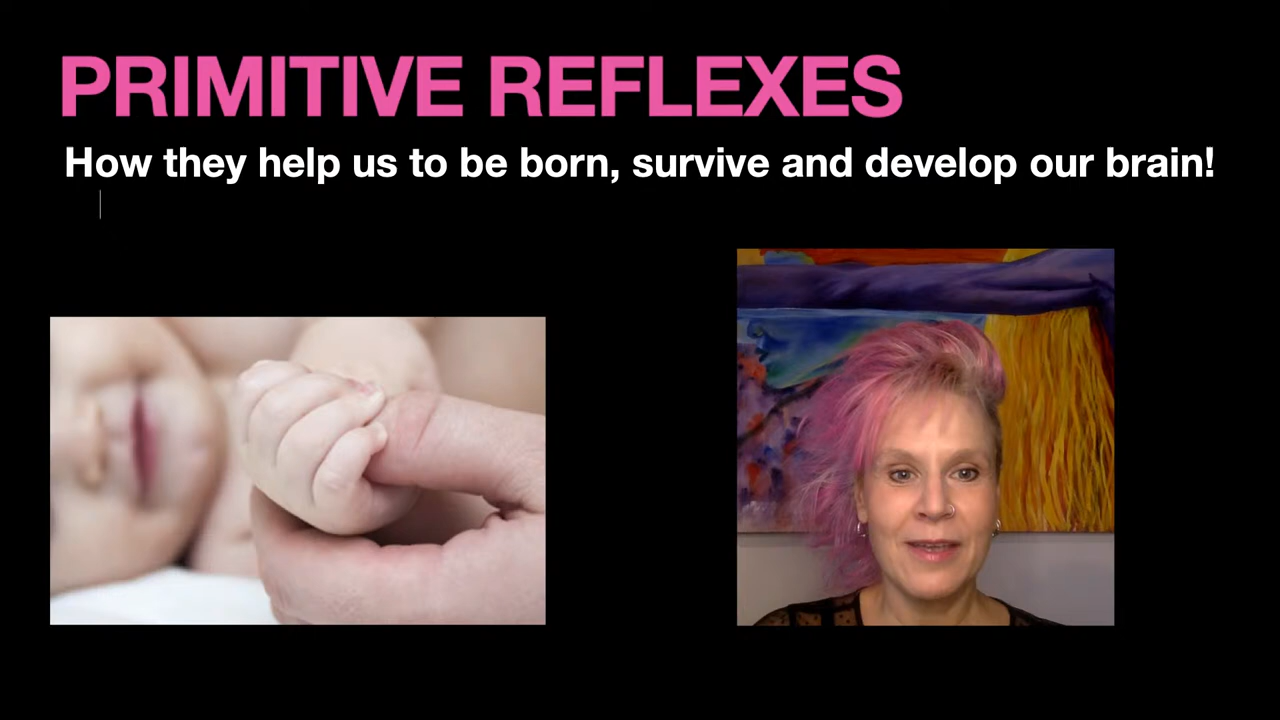 PRIMITIVE REFLEXES
How they help us to be born, survive and develop our brain!